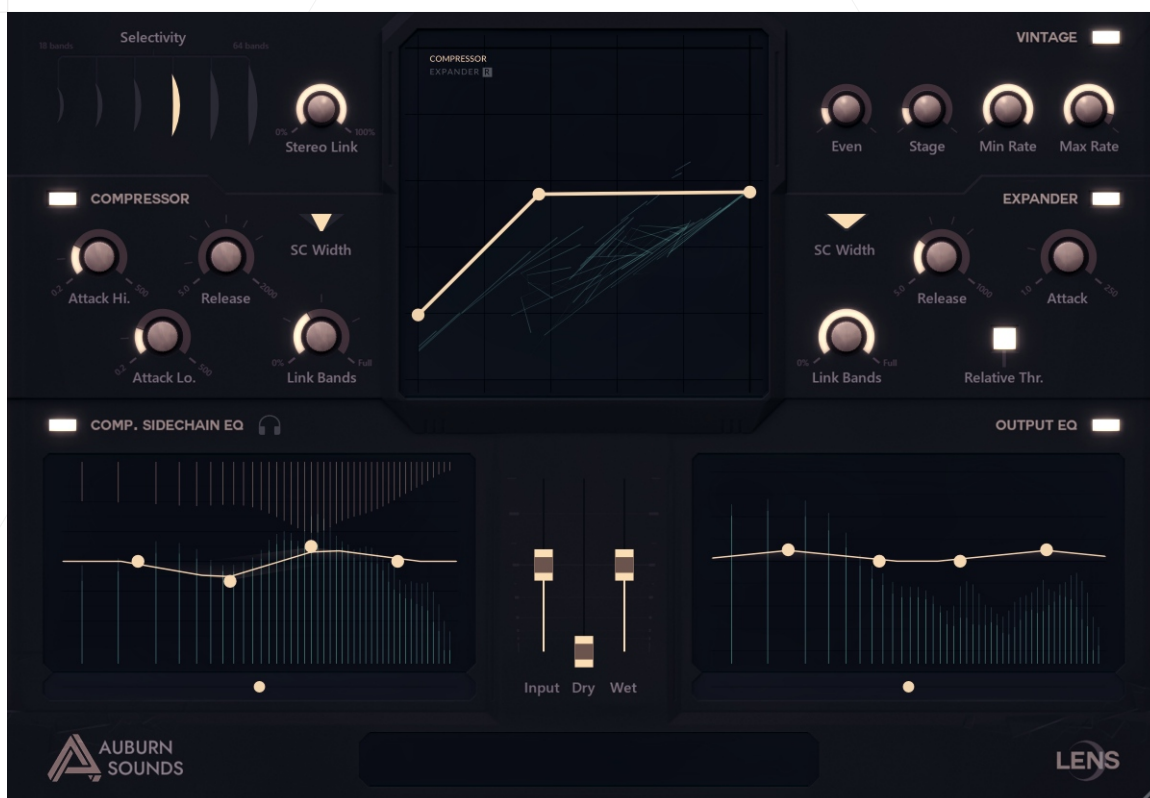 Selectivity
18 bands
64 bands
0%
100%
Stereo Link
COMPRESSOR
EXPANDER R
VINTAGE
Even
Stage
Min Rate
Max Rate
COMPRESSOR
SC Width
0.2
500
Attack Hi.
5.0
2000
Release
0.2
500
Attack Lo.
0%
Full
Link Bands
EXPANDER
SC Width
5.0
1000
Release
1.0
250
Attack
0%
Full
Link Bands
Relative Thr.
COMP. SIDECHAIN EQ
OUTPUT EQ
Input
Dry
Wet
AUBURN
SOUNDS
LENS